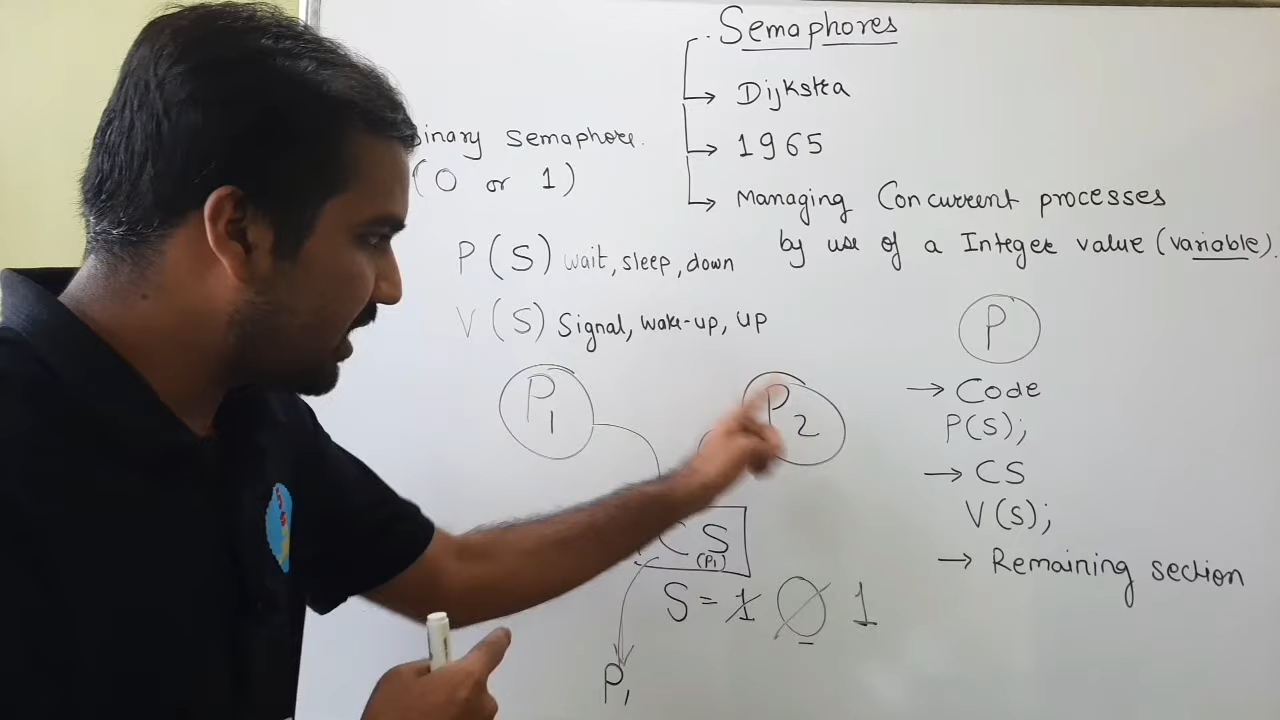 Semaphores
Dijkstra
1965
Managing Concurrent processes
by use of a Integer value (variable).
Binary Semaphore.
(0 or 1)
P(S) wait, sleep, down
V(S) Signal, wake-up, up
P1
P2
CS
(P1)
S = 1 0 1
P1
P
→ Code
P(S);
→ CS
V(S);
→ Remaining section